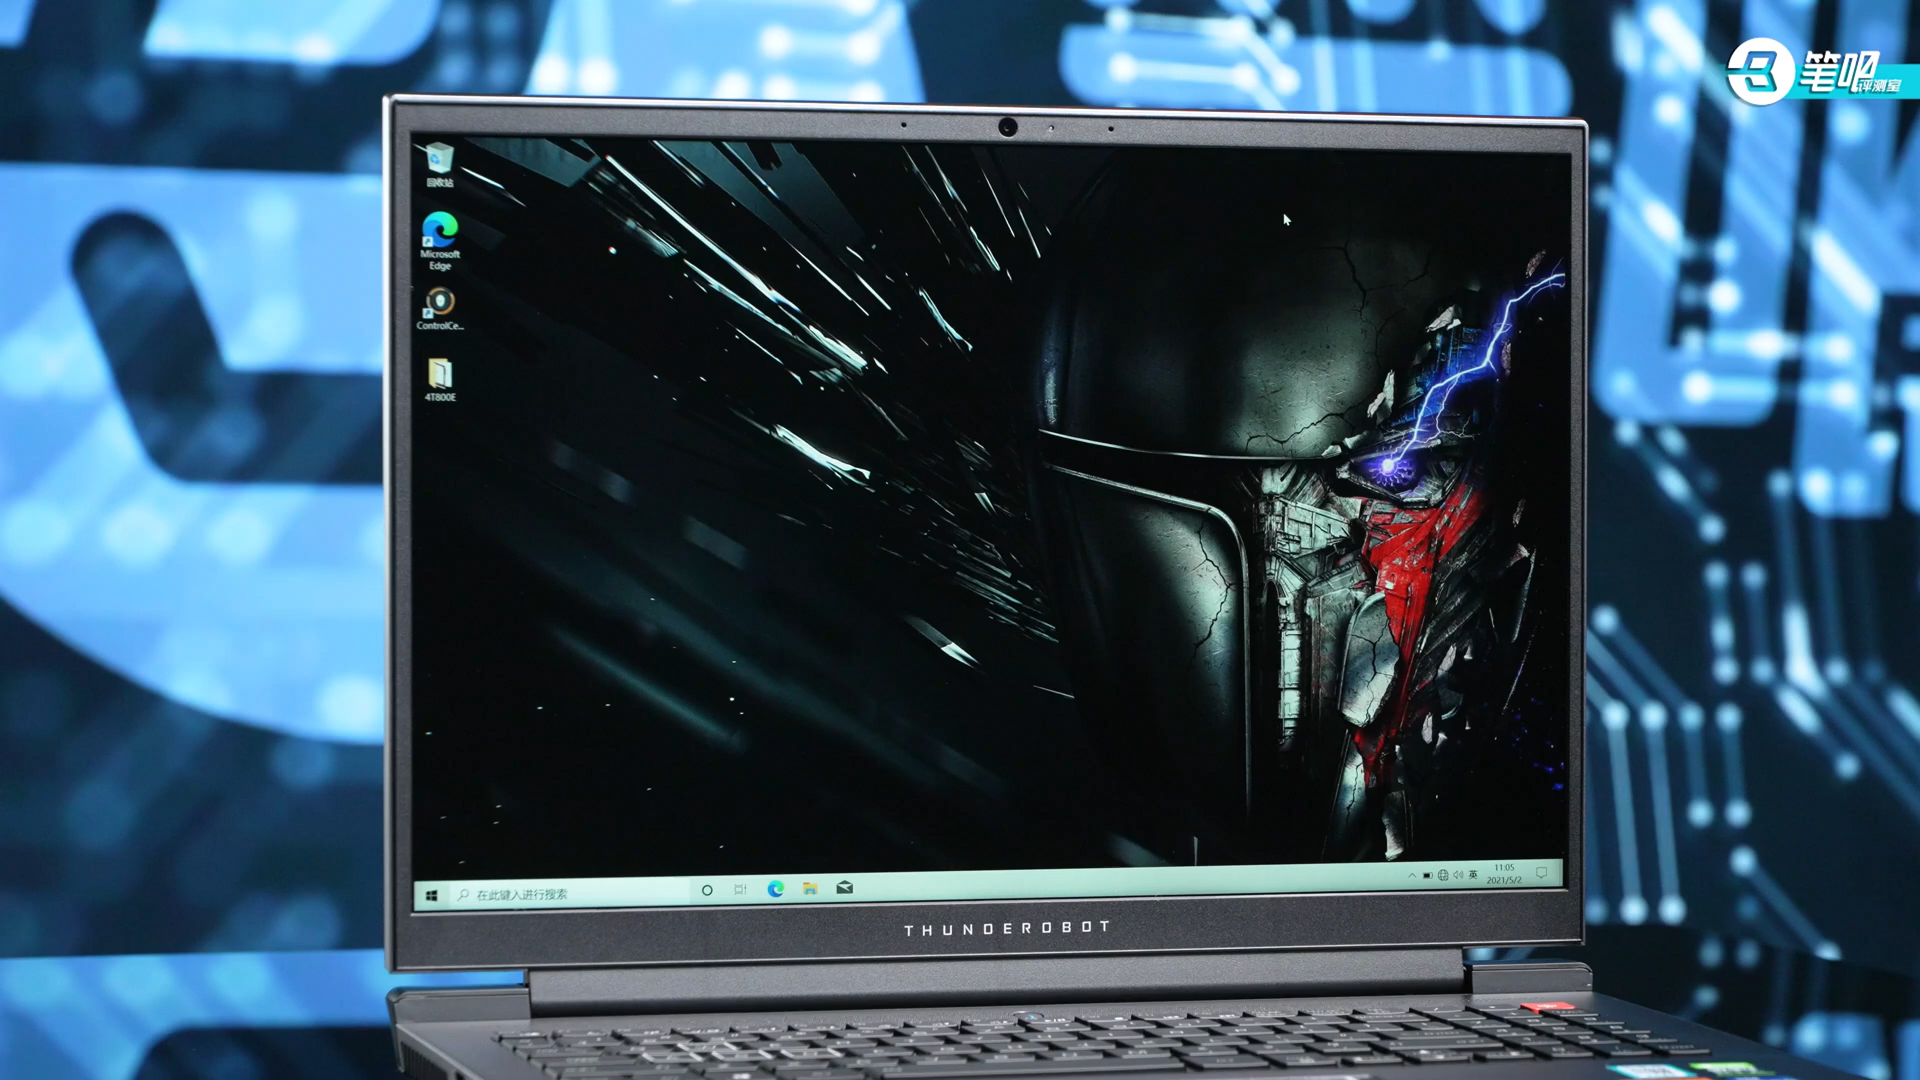 笔吧
评测室
回收站
Microsoft
Edge
ControlCe...
4T800E
在此键入进行搜索
英
11:05
2021/5/2
THUNDEROBOT